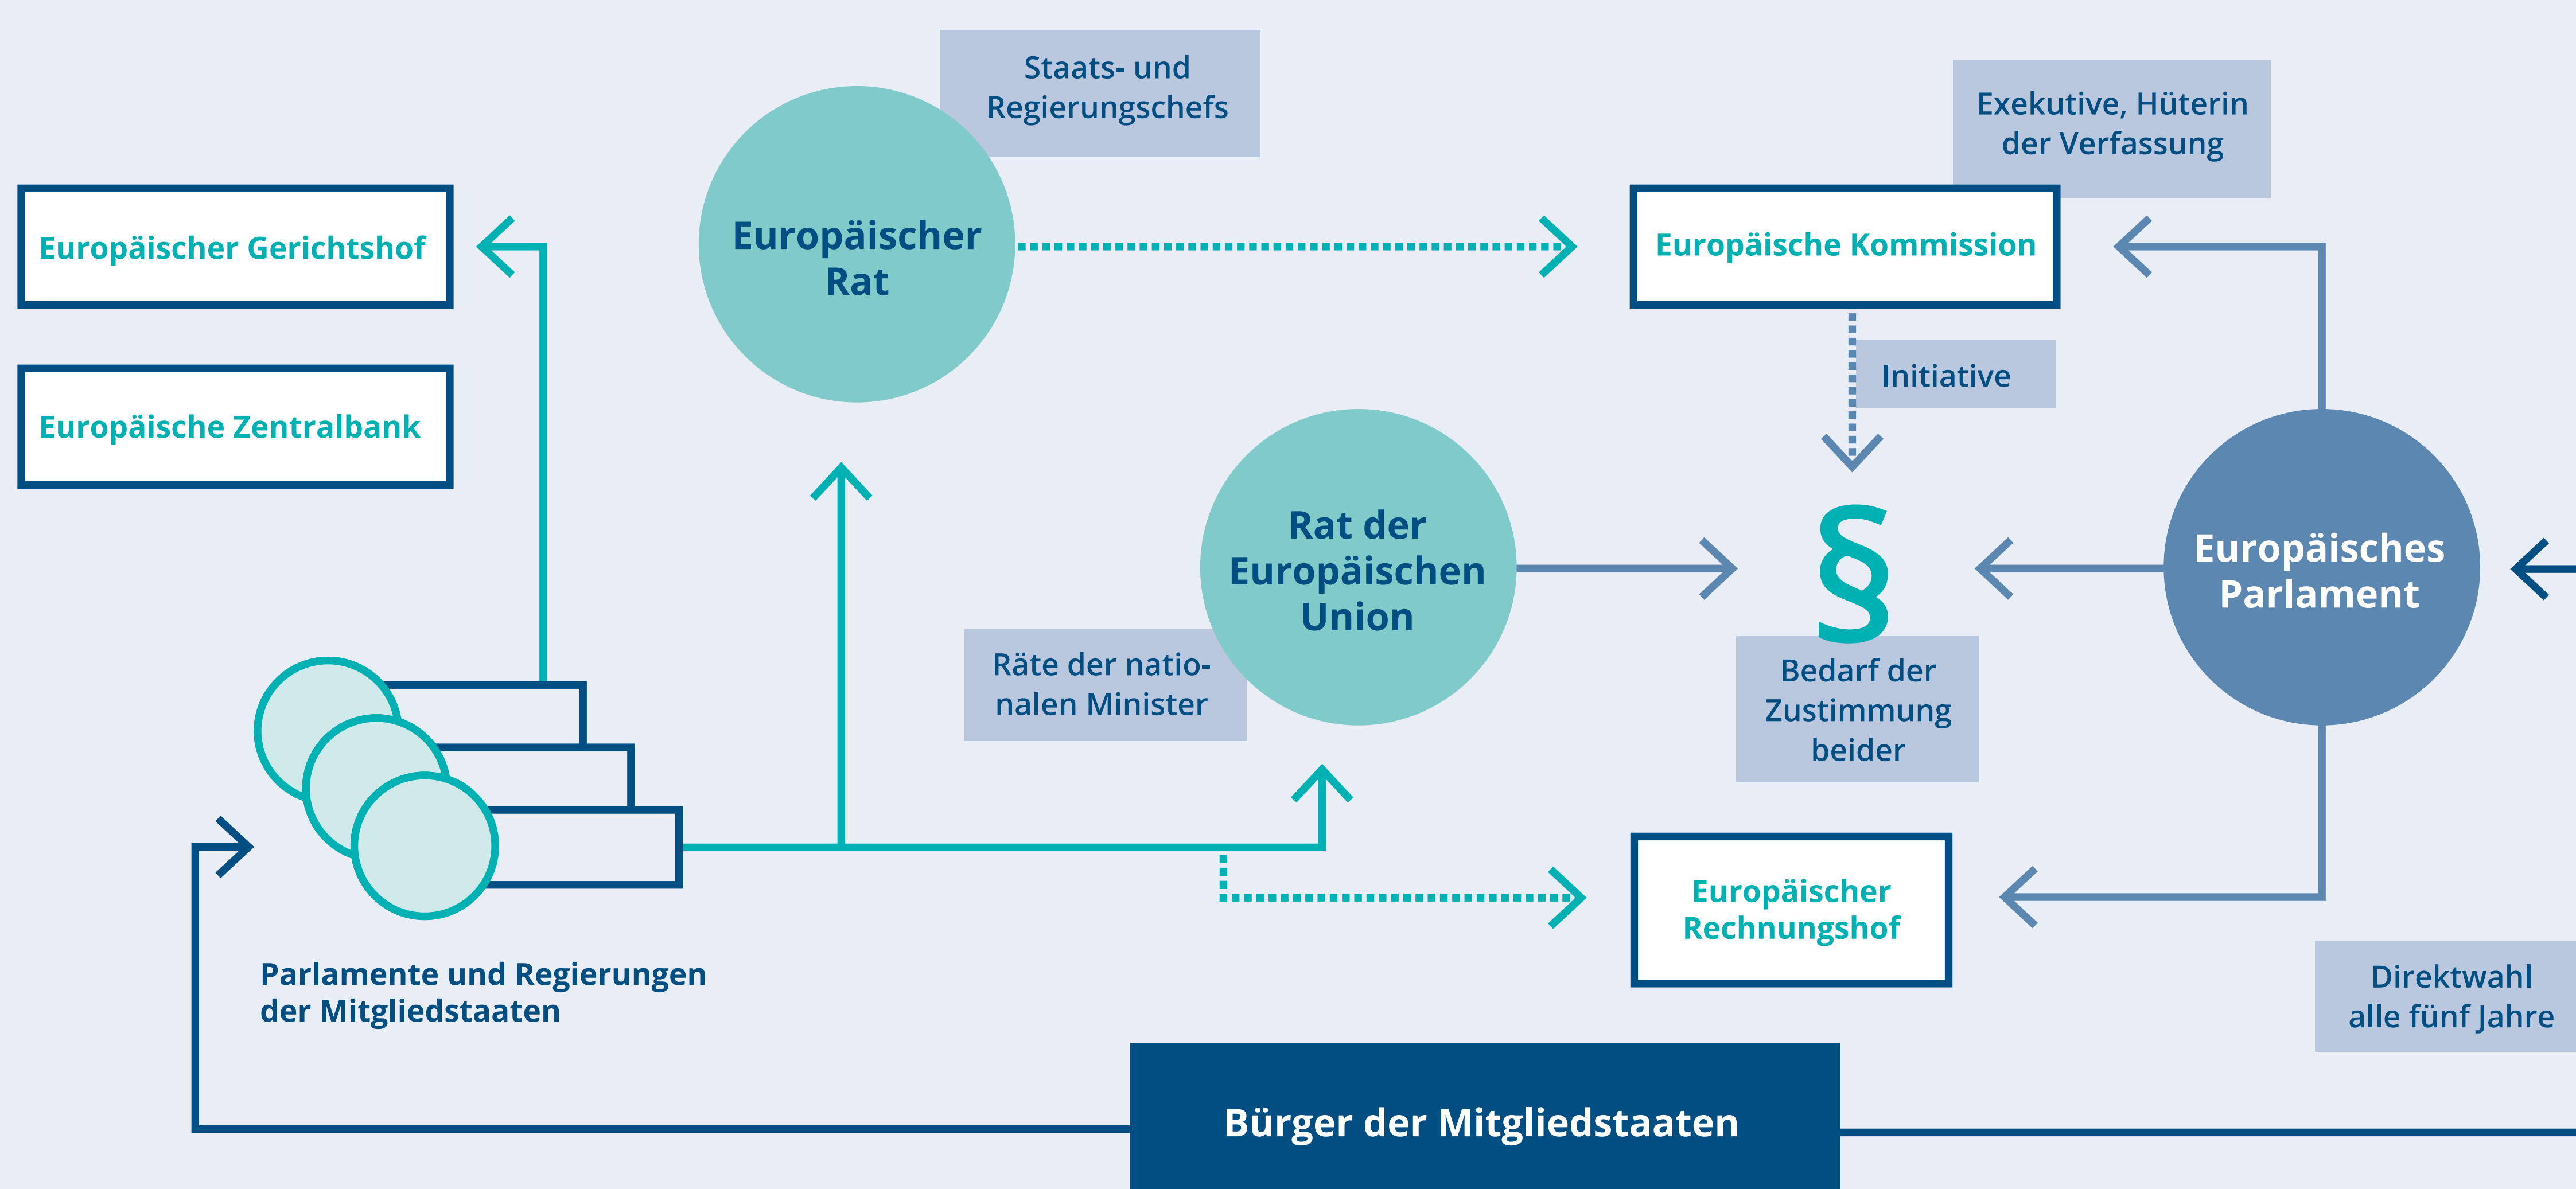 Staats- und
Regierungschefs
Exekutive, Hüterin
der Verfassung
Europäischer Gerichtshof
Europäischer
Rat
Europäische Kommission
Initiative
Europäische Zentralbank
Rat der
Europäischen
Union
§
Europäisches
Parlament
Räte der natio-
nalen Minister
Bedarf der
Zustimmung
beider
Europäischer
Rechnungshof
Parlamente und Regierungen
der Mitgliedstaaten
Direktwahl
alle fünf Jahre
Bürger der Mitgliedstaaten